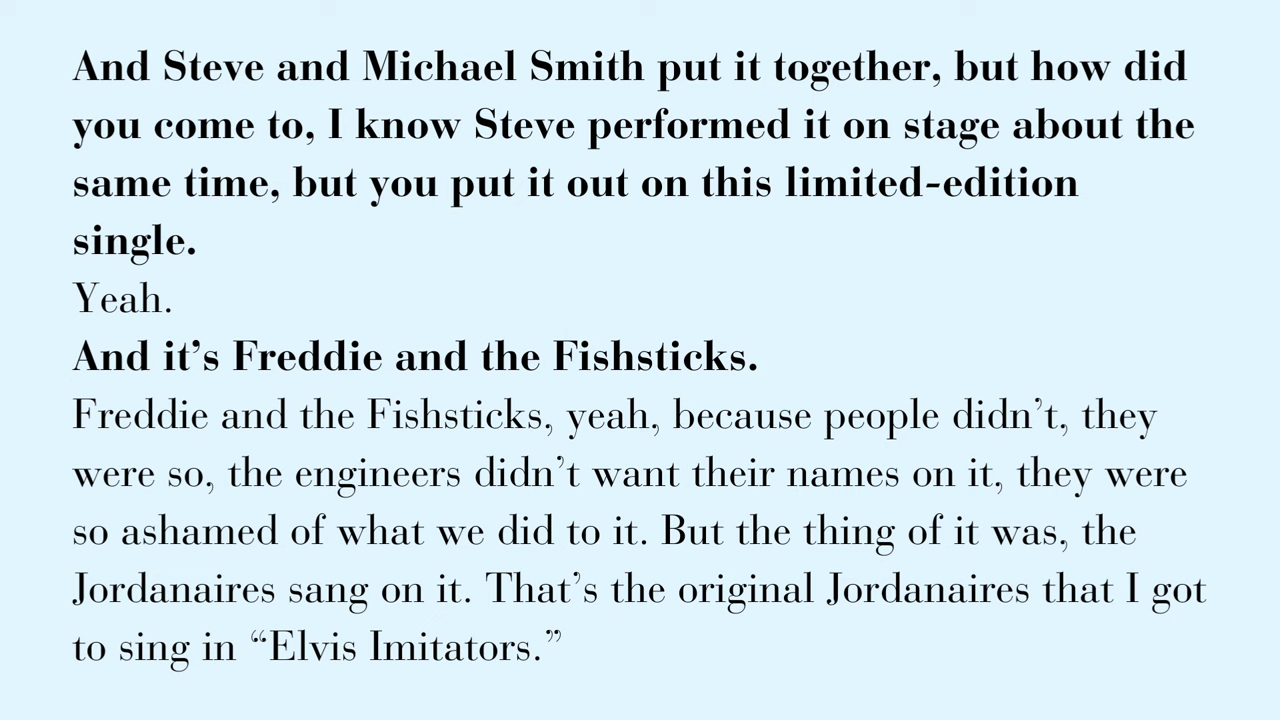 And Steve and Michael Smith put it together, but how did
you come to, I know Steve performed it on stage about the
same time, but you put it out on this limited-edition
single.
Yeah.
And it’s Freddie and the Fishsticks.
Freddie and the Fishsticks, yeah, because people didn’t, they
were so, the engineers didn’t want their names on it, they were
so ashamed of what we did to it. But the thing of it was, the
Jordanaires sang on it. That’s the original Jordanaires that I got
to sing in “Elvis Imitators.”